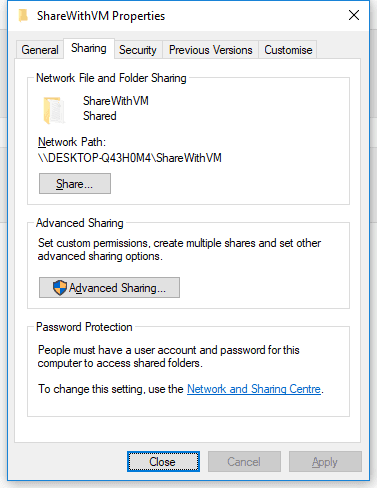 ShareWithVM Properties
General Sharing Security Previous Versions Customise
Network File and Folder Sharing
ShareWithVM
Shared
Network Path:
\\DESKTOP-Q43H0M4\ShareWithVM
Share...
Advanced Sharing
Set custom permissions, create multiple shares and set other
advanced sharing options.
Advanced Sharing...
Password Protection
People must have a user account and password for this
computer to access shared folders.
To change this setting, use the Network and Sharing Centre.
Close Cancel Apply